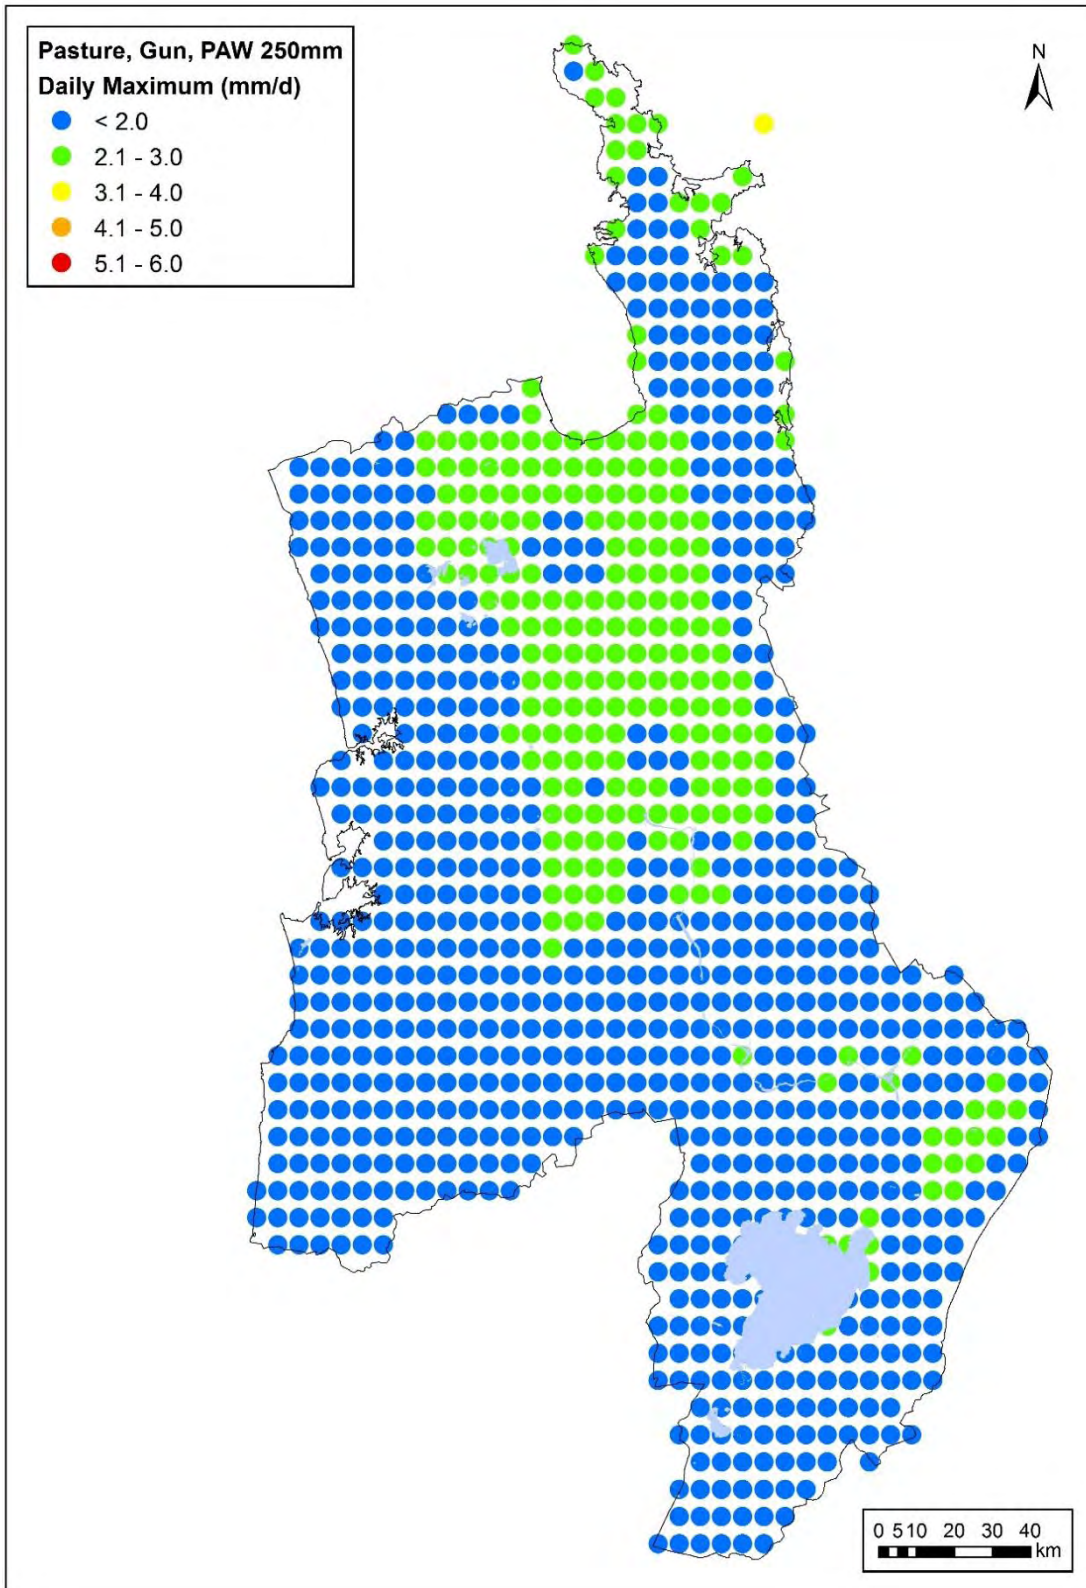 Pasture, Gun, PAW 250mm
Daily Maximum (mm/d)
< 2.0
2.1 - 3.0
3.1 - 4.0
4.1 - 5.0
5.1 - 6.0
N
0 5 10 20 30 40
km